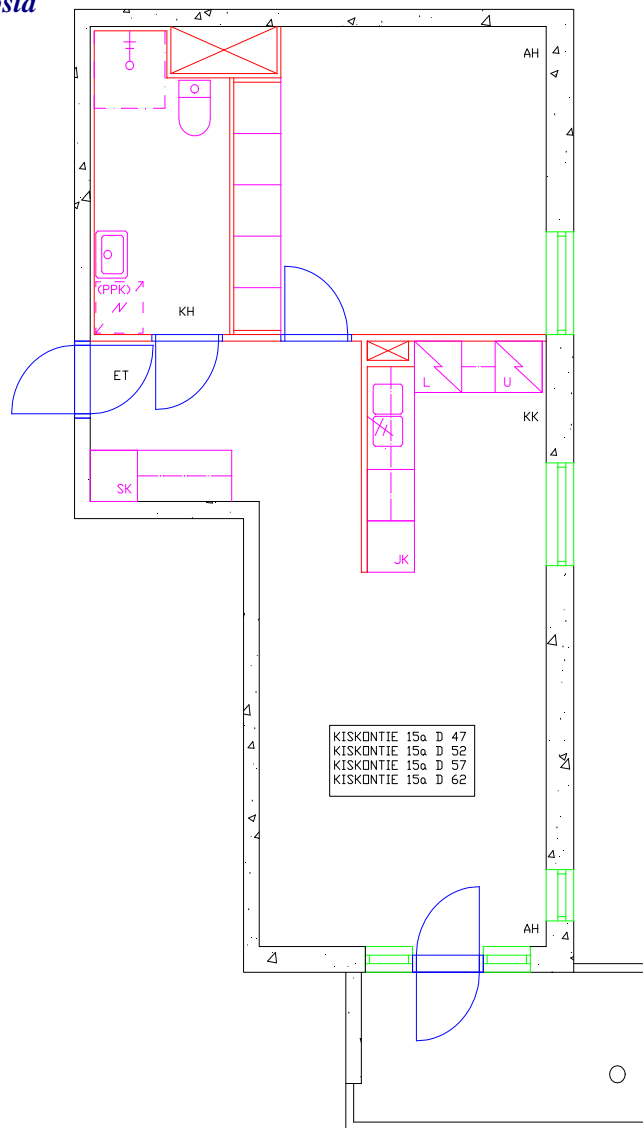 AH
(PPK)
KH
ET
L
U
KK
SK
JK
KISKONTIE 15a D 47
KISKONTIE 15a D 52
KISKONTIE 15a D 57
KISKONTIE 15a D 62
AH